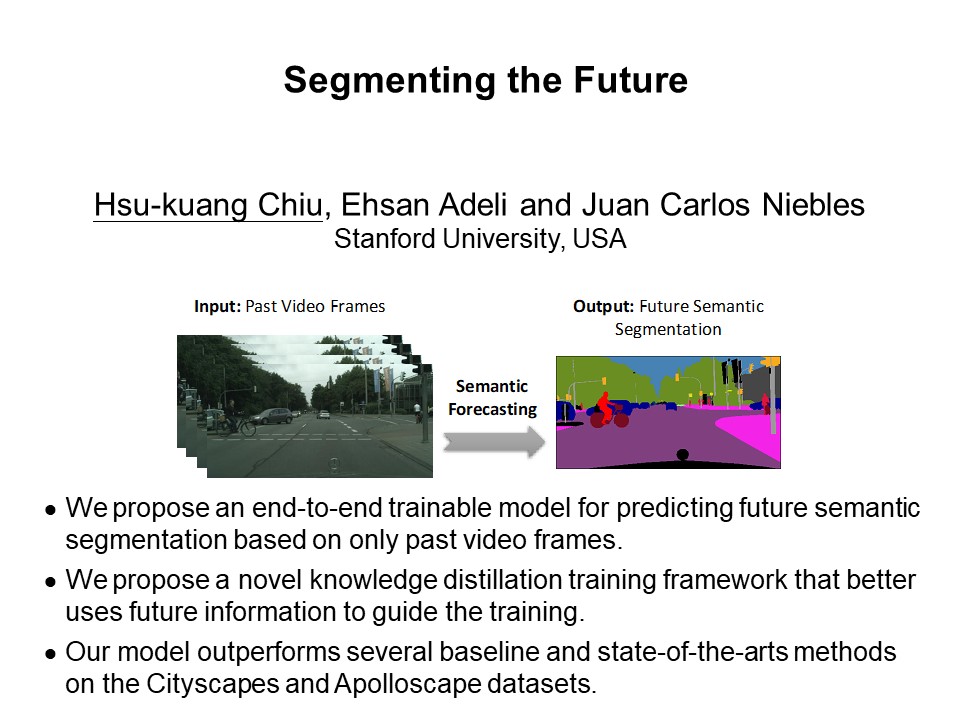 Segmenting the Future
Hsu-kuang Chiu, Ehsan Adeli and Juan Carlos Niebles
Stanford University, USA
Input: Past Video Frames
Output: Future Semantic
Segmentation
Semantic
Forecasting
● We propose an end-to-end trainable model for predicting future semantic
segmentation based on only past video frames.
● We propose a novel knowledge distillation training framework that better
uses future information to guide the training.
● Our model outperforms several baseline and state-of-the-arts methods
on the Cityscapes and Apolloscape datasets.